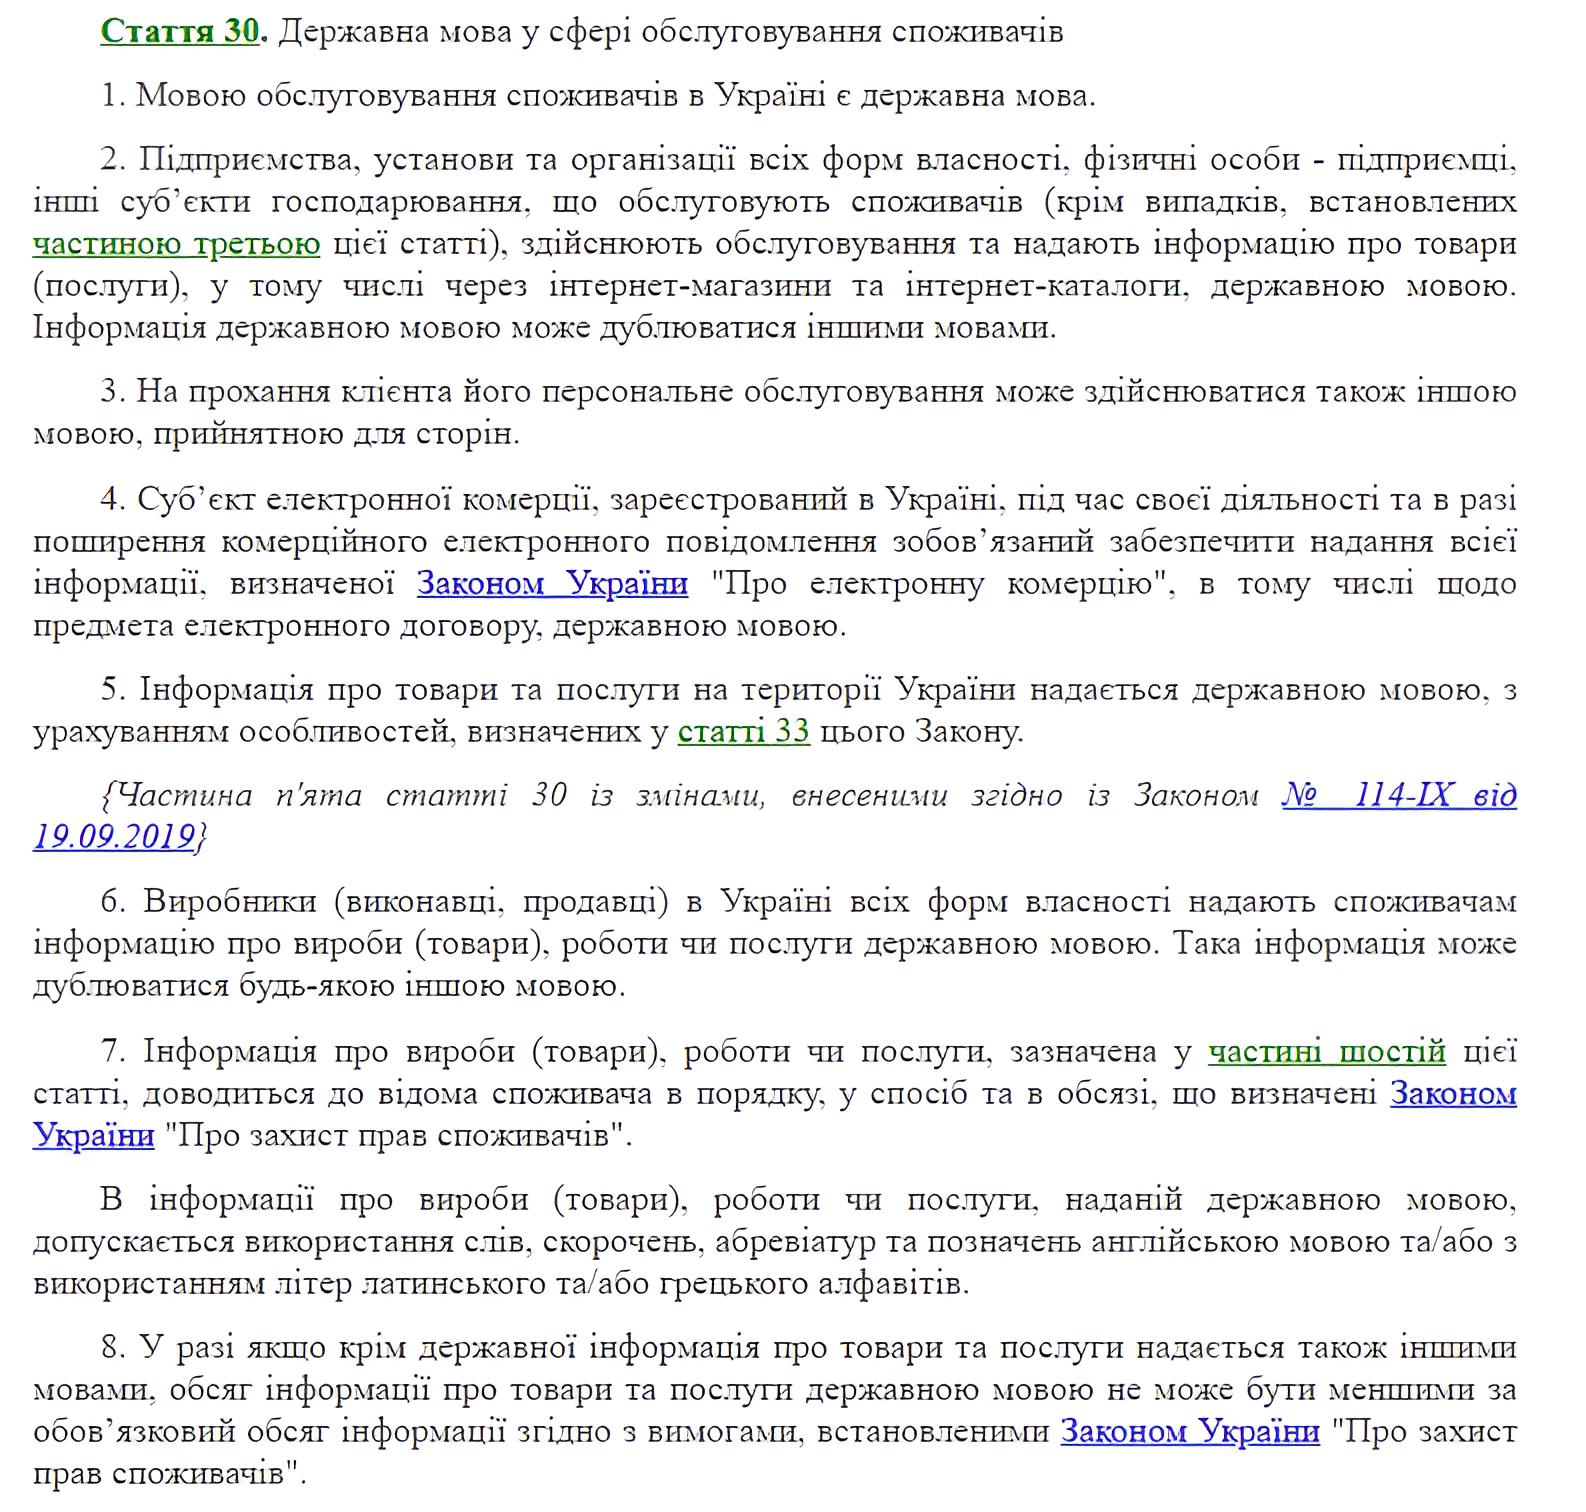 Стаття 30. Державна мова у сфері обслуговування споживачів
1. Мовою обслуговування споживачів в Україні є державна мова.
2. Підприємства, установи та організації всіх форм власності, фізичні особи - підприємці,
інші суб’єкти господарювання, що обслуговують споживачів (крім випадків, встановлених
частиною третьою цієї статті), здійснюють обслуговування та надають інформацію про товари
(послуги), у тому числі через інтернет-магазини та інтернет-каталоги, державною мовою.
Інформація державною мовою може дублюватися іншими мовами.
3. На прохання клієнта його персональне обслуговування може здійснюватися також іншою
мовою, прийнятною для сторін.
4. Суб’єкт електронної комерції, зареєстрований в Україні, під час своєї діяльності та в разі
поширення комерційного електронного повідомлення зобов’язаний забезпечити надання всієї
інформації, визначеної Законом України "Про електронну комерцію", в тому числі щодо
предмета електронного договору, державною мовою.
5. Інформація про товари та послуги на території України надається державною мовою, з
урахуванням особливостей, визначених у статті 33 цього Закону.
{Частина п'ята статті 30 із змінами, внесеними згідно із Законом № 114-IX від
19.09.2019}
6. Виробники (виконавці, продавці) в Україні всіх форм власності надають споживачам
інформацію про вироби (товари), роботи чи послуги державною мовою. Така інформація може
дублюватися будь-якою іншою мовою.
7. Інформація про вироби (товари), роботи чи послуги, зазначена у частині шостій цієї
статті, доводиться до відома споживача в порядку, у спосіб та в обсязі, що визначені Законом
України "Про захист прав споживачів".
В інформації про вироби (товари), роботи чи послуги, наданій державною мовою,
допускається використання слів, скорочень, абревіатур та позначень англійською мовою та/або з
використанням літер латинського та/або грецького алфавітів.
8. У разі якщо крім державної інформація про товари та послуги надається також іншими
мовами, обсяг інформації про товари та послуги державною мовою не може бути меншими за
обов’язковий обсяг інформації згідно з вимогами, встановленими Законом України "Про захист
прав споживачів".